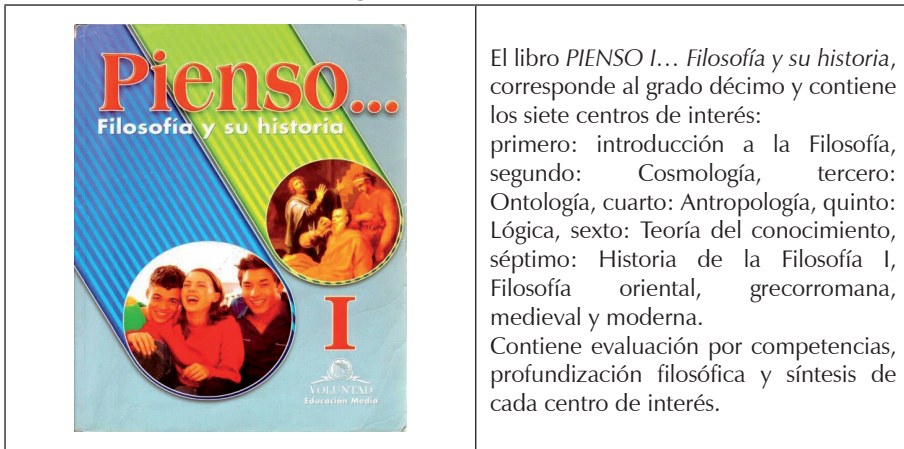 Pienso...
Filosofía y su historia
I
VOLUNTAD
Educación Media
El libro PIENSO I… Filosofía y su historia,
corresponde al grado décimo y contiene
los siete centros de interés:
primero: introducción a la Filosofía,
segundo: Cosmología, tercero:
Ontología, cuarto: Antropología, quinto:
Lógica, sexto: Teoría del conocimiento,
séptimo: Historia de la Filosofía I,
Filosofía oriental, grecorromana,
medieval y moderna.
Contiene evaluación por competencias,
profundización filosófica y síntesis de
cada centro de interés.